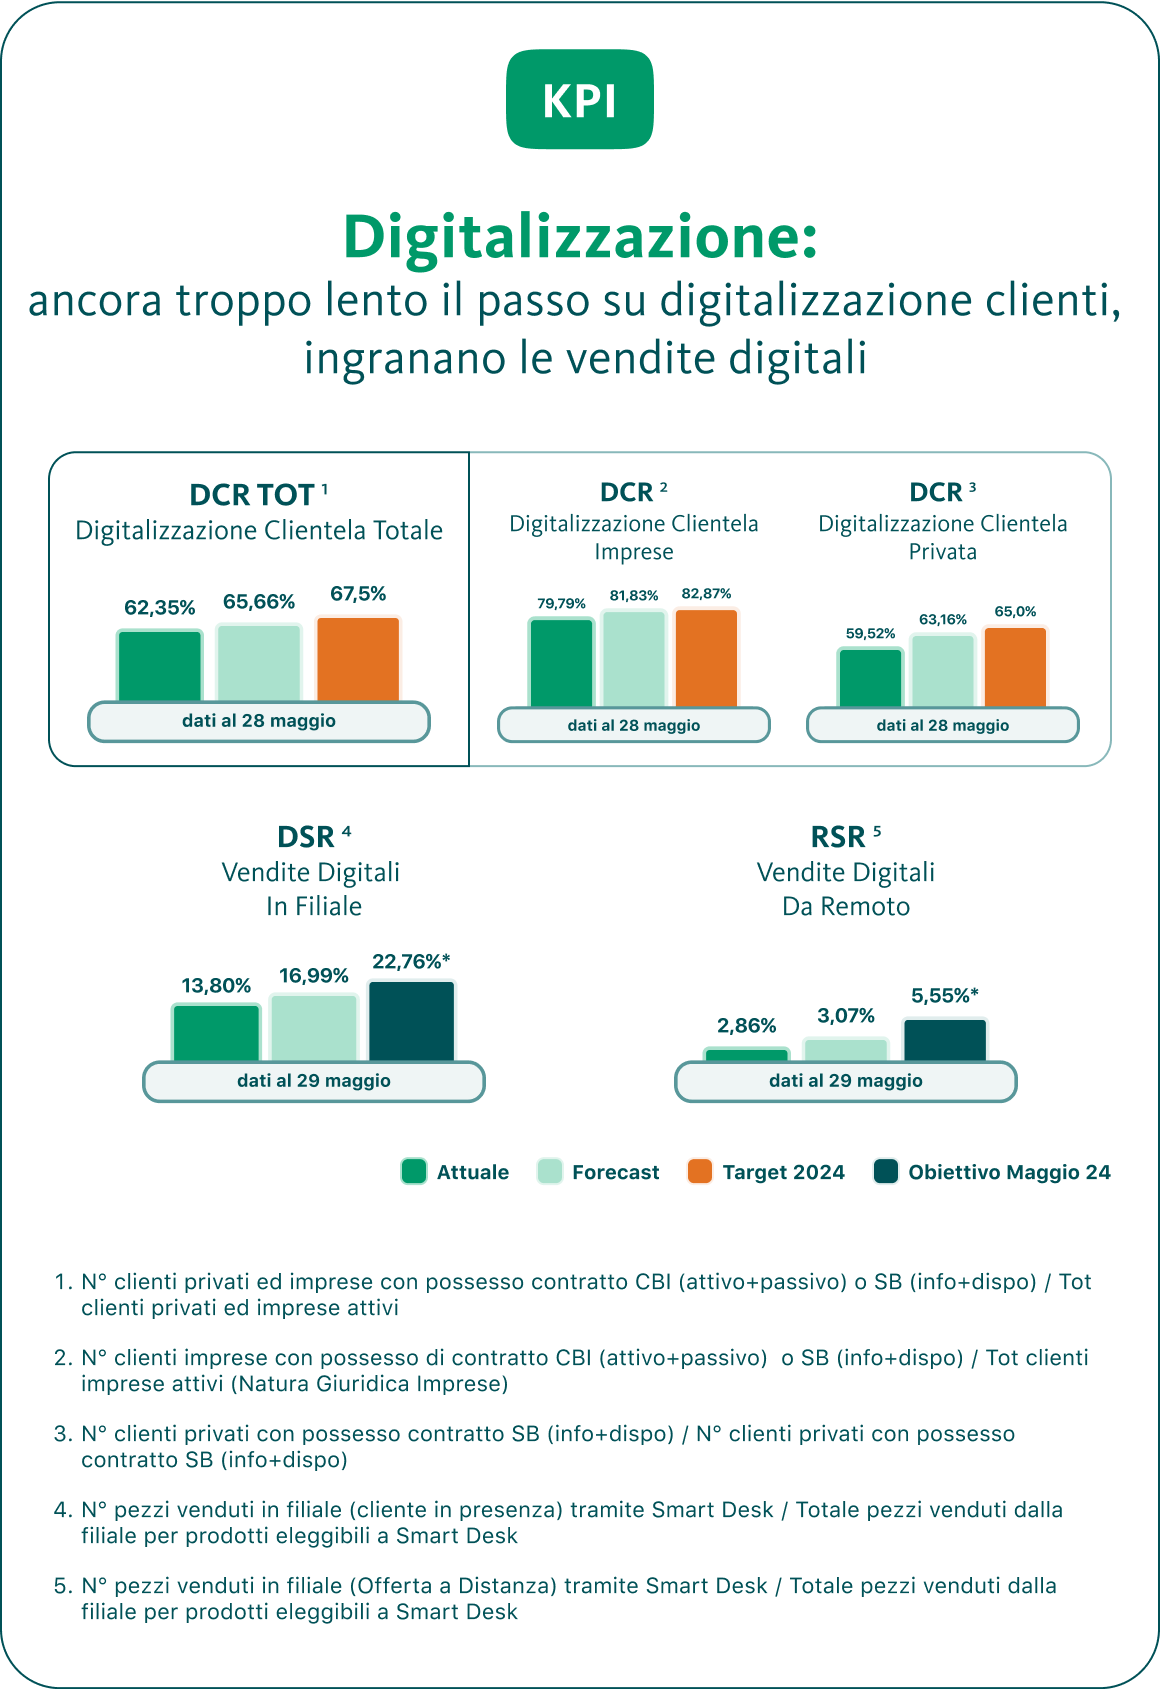 KPI
Digitalizzazione:
ancora troppo lento il passo su digitalizzazione clienti,
ingranano le vendite digitali
DCR TOT ¹
Digitalizzazione Clientela Totale
62,35%
65,66%
67,5%
dati al 28 maggio
DCR ²
Digitalizzazione Clientela
Imprese
79,79%
81,83%
82,87%
dati al 28 maggio
DCR ³
Digitalizzazione Clientela
Privata
59,52%
63,16%
65,0%
dati al 28 maggio
DSR ⁴
Vendite Digitali
In Filiale
13,80%
16,99%
22,76%*
dati al 29 maggio
RSR ⁵
Vendite Digitali
Da Remoto
2,86%
3,07%
5,55%*
dati al 29 maggio
Attuale
Forecast
Target 2024
Obiettivo Maggio 24
1. N° clienti privati ed imprese con possesso contratto CBI (attivo+passivo) o SB (info+dispo) / Tot
clienti privati ed imprese attivi
2. N° clienti imprese con possesso di contratto CBI (attivo+passivo)  o SB (info+dispo) / Tot clienti
imprese attivi (Natura Giuridica Imprese)
3. N° clienti privati con possesso contratto SB (info+dispo) / N° clienti privati con possesso
contratto SB (info+dispo)
4. N° pezzi venduti in filiale (cliente in presenza) tramite Smart Desk / Totale pezzi venduti dalla
filiale per prodotti eleggibili a Smart Desk
5. N° pezzi venduti in filiale (Offerta a Distanza) tramite Smart Desk / Totale pezzi venduti dalla
filiale per prodotti eleggibili a Smart Desk